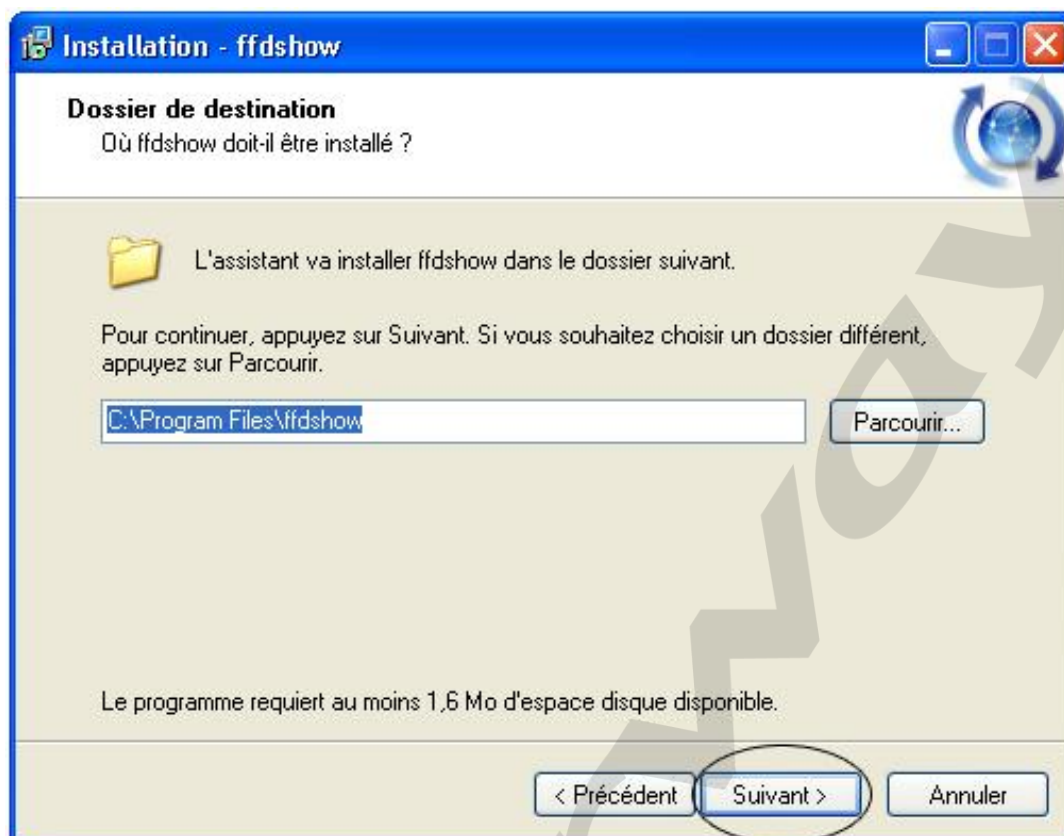 Installation - ffdshow
Dossier de destination
Où ffdshow doit-il être installé ?
L'assistant va installer ffdshow dans le dossier suivant.
Pour continuer, appuyez sur Suivant. Si vous souhaitez choisir un dossier différent,
appuyez sur Parcourir.
C:\Program Files\ffdshow
Parcourir...
Le programme requiert au moins 1,6 Mo d'espace disque disponible.
< Précédent
Suivant >
Annuler